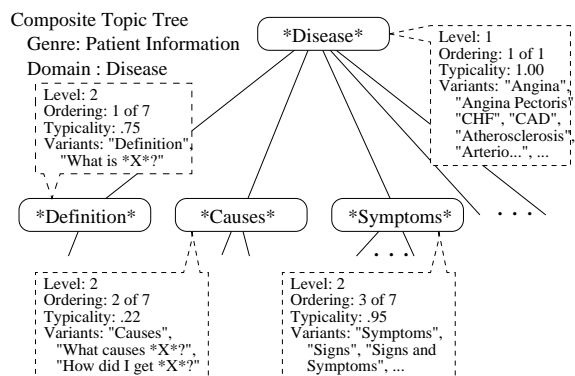 Composite Topic Tree
Genre: Patient Information
Domain : Disease
*Disease*
Level: 1
Ordering: 1 of 1
Typicality: 1.00
Variants: "Angina",
"Angina Pectoris"
"CHF", "CAD",
"Atherosclerosis",
"Arterio...", ...
Level: 2
Ordering: 1 of 7
Typicality: .75
Variants: "Definition",
"What is *X*?"
*Definition*
*Causes*
*Symptoms*
. . .
. . .
Level: 2
Ordering: 2 of 7
Typicality: .22
Variants: "Causes",
"What causes *X*?",
"How did I get *X*?"
Level: 2
Ordering: 3 of 7
Typicality: .95
Variants: "Symptoms",
"Signs", "Signs and
Symptoms", ...